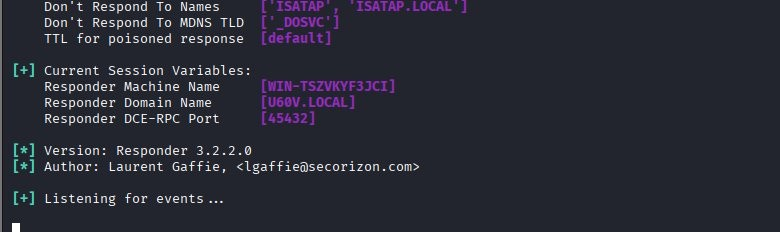 Don't Respond To Names ['ISATAP', 'ISATAP.LOCAL']
Don't Respond To MDNS TLD ['_DOSVC']
TTL for poisoned response [default]
[+] Current Session Variables:
Responder Machine Name [WIN-TSZVKYF3JCI]
Responder Domain Name [U60V.LOCAL]
Responder DCE-RPC Port [45432]
[*] Version: Responder 3.2.2.0
[*] Author: Laurent Gaffie, <lgaffie@secorizon.com>
[+] Listening for events...